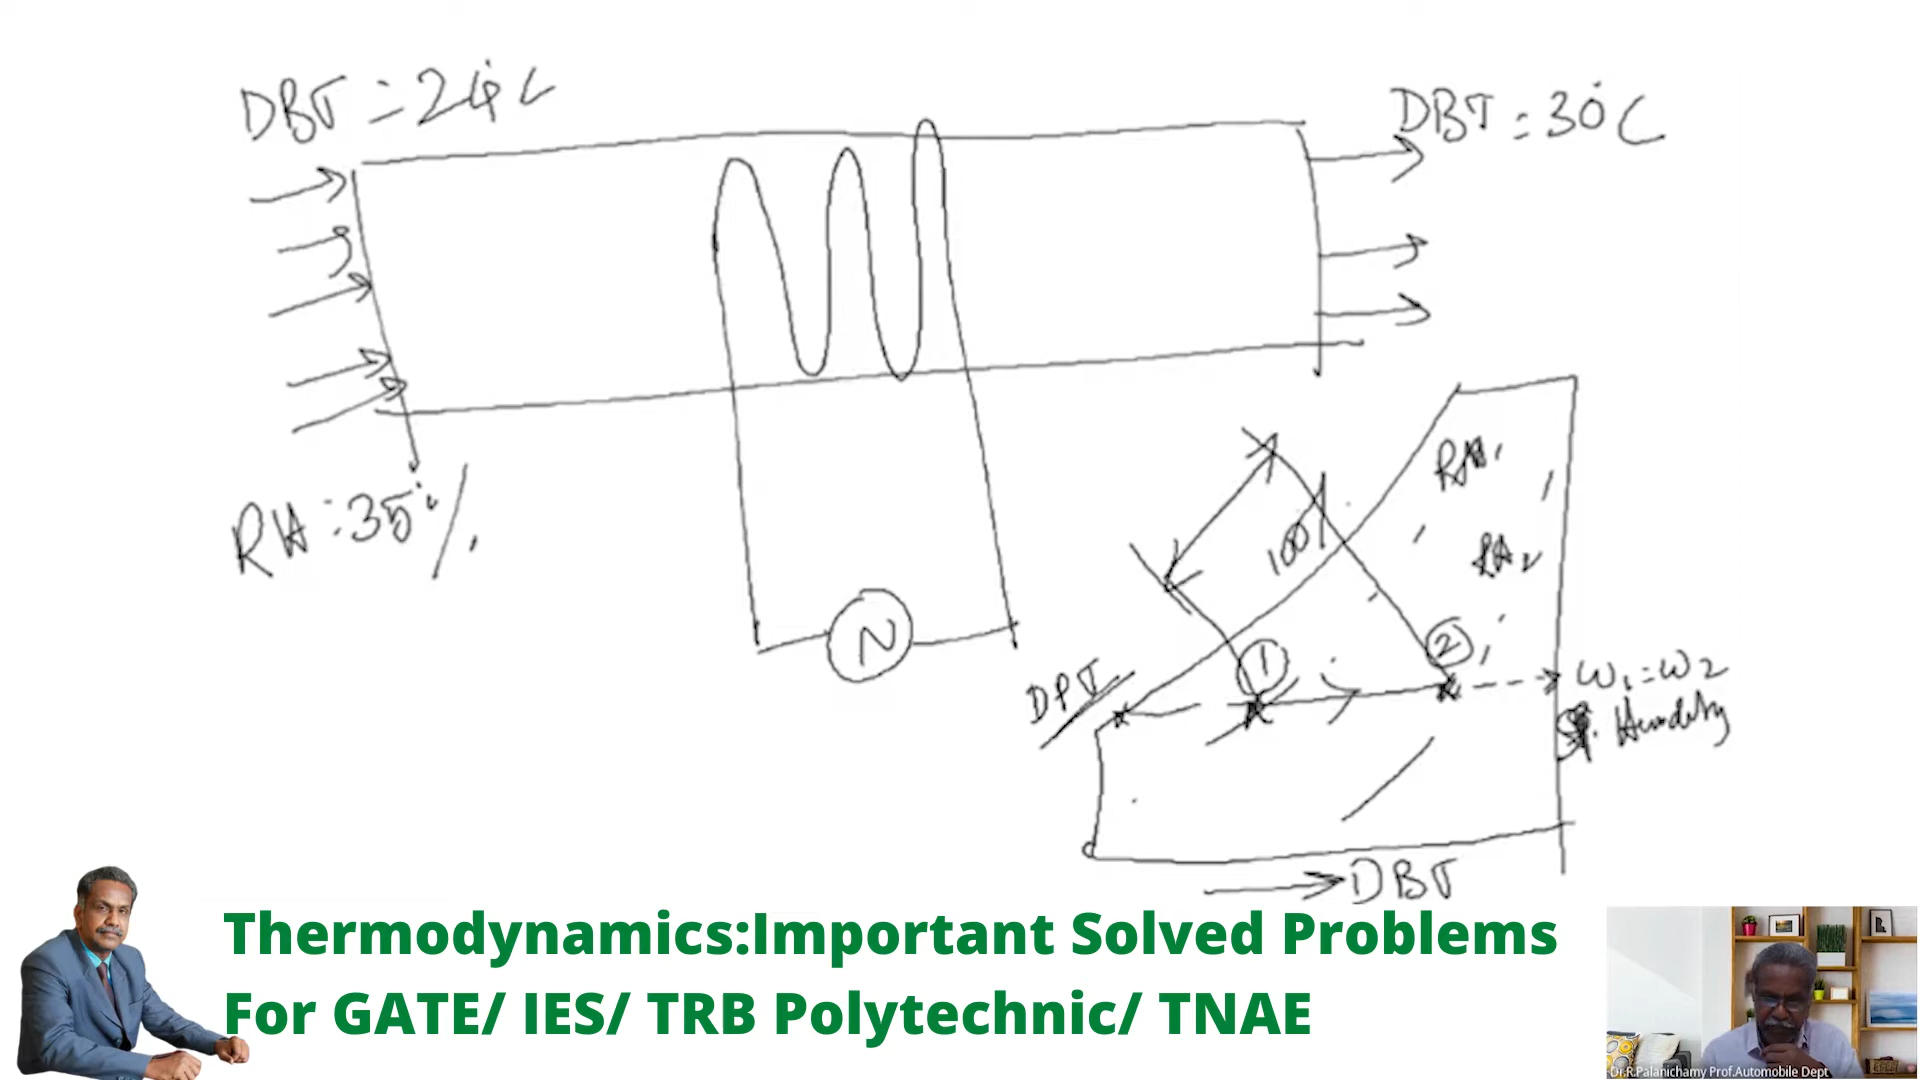 DBT = 24°C
DBT = 30°C
RH = 35%
N
RH1
100%
RH2
1
2
DPT
ω1 = ω2
Sp. Humidity
DBT
Thermodynamics:Important Solved Problems
For GATE/ IES/ TRB Polytechnic/ TNAE
Dr.R.Palanichamy Prof.Automobile Dept